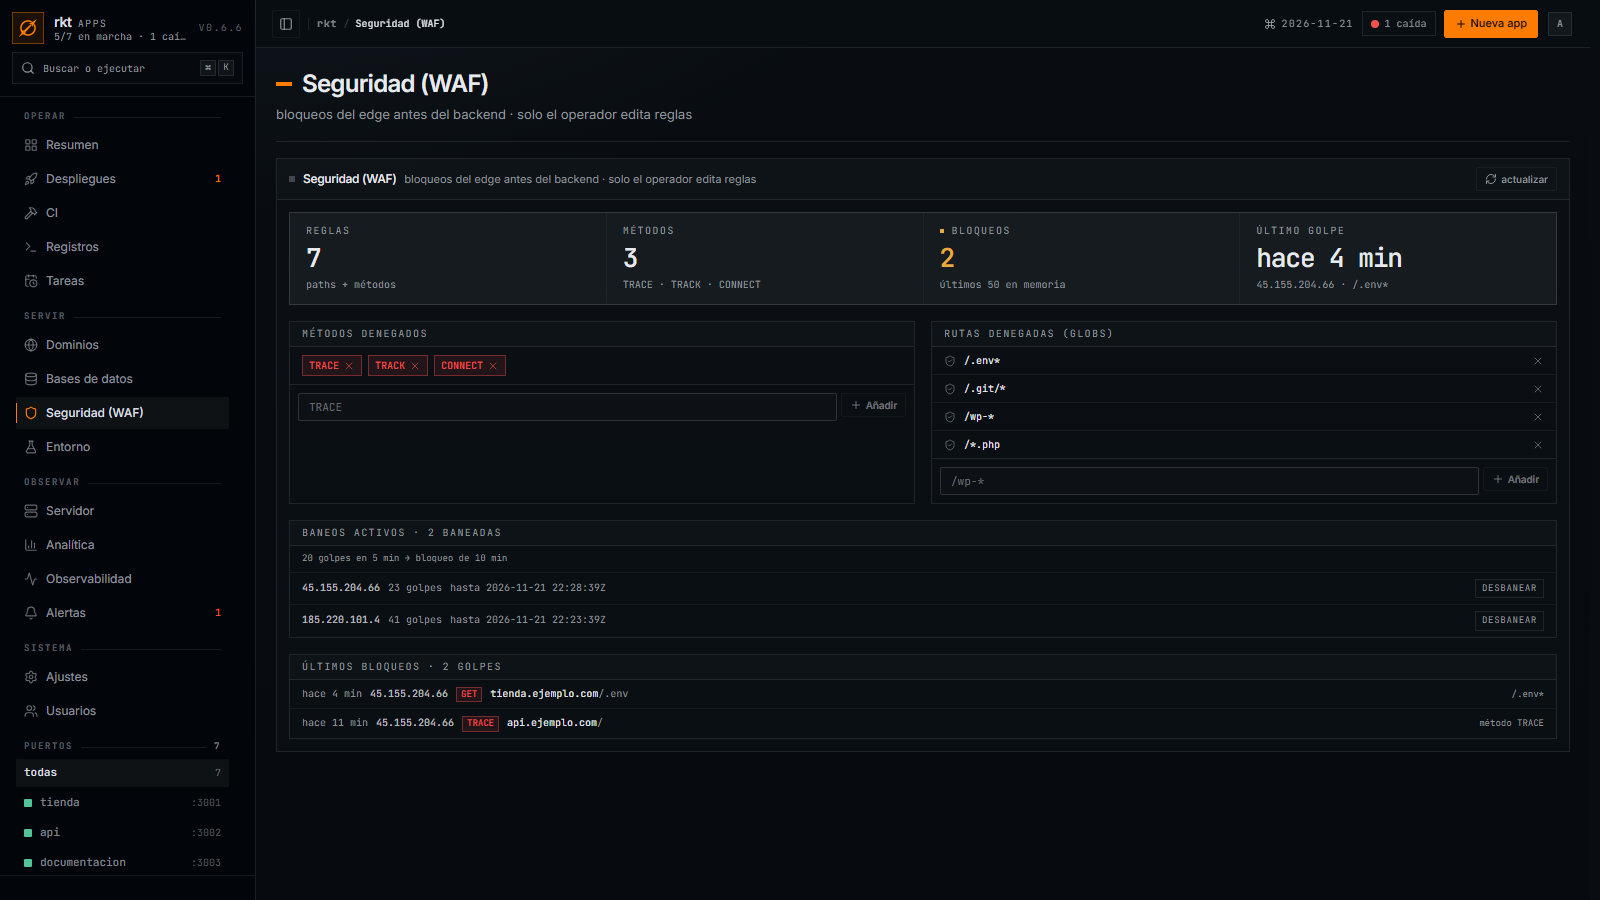 rkt APPS
5/7 en marcha · 1 caí…
V0.6.6
Buscar o ejecutar
⌘ K
OPERAR
Resumen
Despliegues 1
CI
Registros
Tareas
SERVIR
Dominios
Bases de datos
Seguridad (WAF)
Entorno
OBSERVAR
Servidor
Analítica
Observabilidad
Alertas 1
SISTEMA
Ajustes
Usuarios
PUERTOS 7
todas 7
tienda :3001
api :3002
documentacion :3003
rkt / Seguridad (WAF)
⌘ 2026-11-21
1 caída
+ Nueva app
A
Seguridad (WAF)
bloqueos del edge antes del backend · solo el operador edita reglas
Seguridad (WAF) bloqueos del edge antes del backend · solo el operador edita reglas
actualizar
REGLAS
7
paths + métodos
MÉTODOS
3
TRACE · TRACK · CONNECT
BLOQUEOS
2
últimos 50 en memoria
ÚLTIMO GOLPE
hace 4 min
45.155.204.66 · /.env*
MÉTODOS DENEGADOS
TRACE × TRACK × CONNECT ×
TRACE
+ Añadir
RUTAS DENEGADAS (GLOBS)
/.env* ×
/.git/* ×
/wp-* ×
/*.php ×
/wp-*
+ Añadir
BANEOS ACTIVOS · 2 BANEADAS
20 golpes en 5 min → bloqueo de 10 min
45.155.204.66 23 golpes hasta 2026-11-21 22:28:39Z DESBANEAR
185.220.101.4 41 golpes hasta 2026-11-21 22:23:39Z DESBANEAR
ÚLTIMOS BLOQUEOS · 2 GOLPES
hace 4 min 45.155.204.66 GET tienda.ejemplo.com/.env /.env*
hace 11 min 45.155.204.66 TRACE api.ejemplo.com/ método TRACE